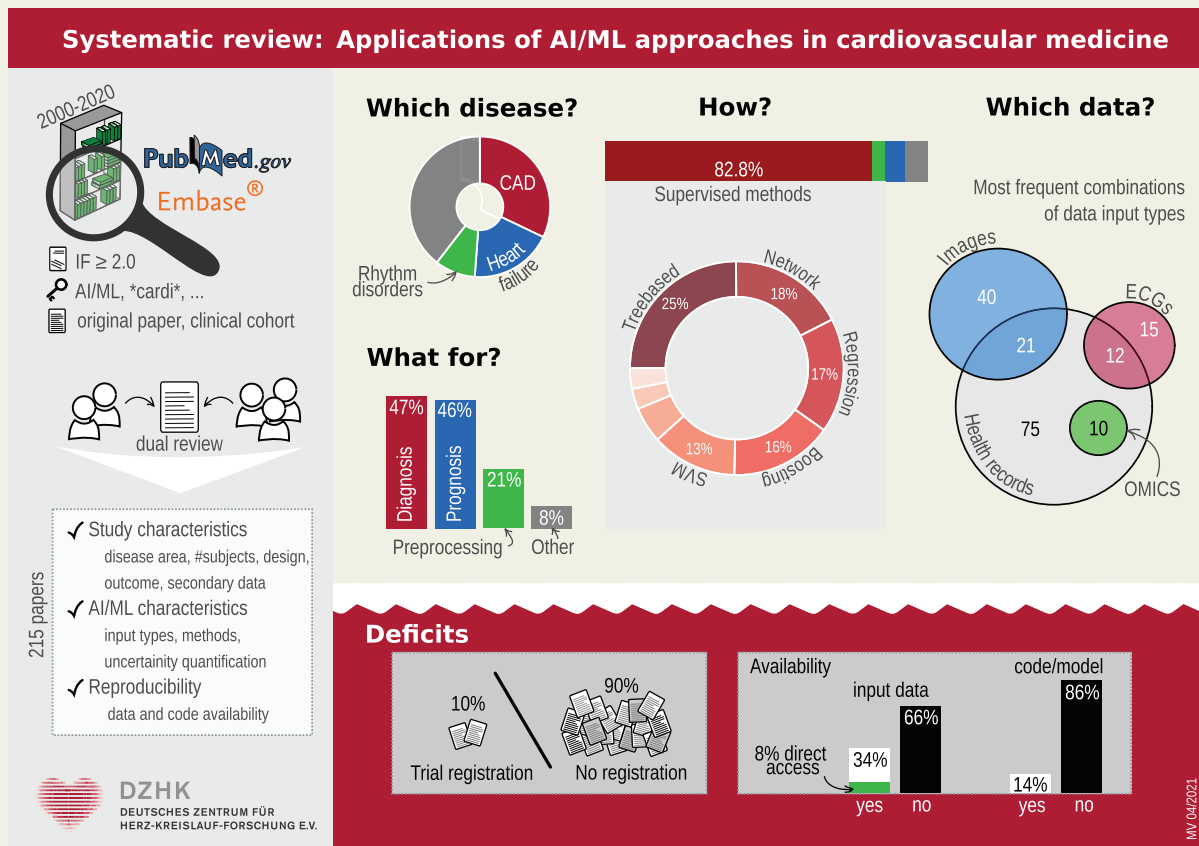 Systematic review: Applications of AI/ML approaches in cardiovascular medicine
2000-2020
PubMed.gov
Embase®
IF ≥ 2.0
AI/ML, *cardi*, ...
original paper, clinical cohort
dual review
215 papers
Study characteristics
disease area, #subjects, design,
outcome, secondary data
AI/ML characteristics
input types, methods,
uncertainity quantification
Reproducibility
data and code availability
DZHK
DEUTSCHES ZENTRUM FÜR
HERZ-KREISLAUF-FORSCHUNG E.V.
Which disease?
CAD
Heart
failure
Rhythm
disorders
What for?
47%
Diagnosis
46%
Prognosis
21%
8%
Preprocessing
Other
How?
82.8%
Supervised methods
Treebased
25%
Network
18%
Regression
17%
Boosting
16%
SVM
13%
Which data?
Most frequent combinations
of data input types
Images
40
21
ECGs
15
12
75
10
Health records
OMICS
Deficits
10%
Trial registration
90%
No registration
Availability
input data
8% direct
access
34%
66%
yes
no
code/model
14%
86%
yes
no
MV 04/2021